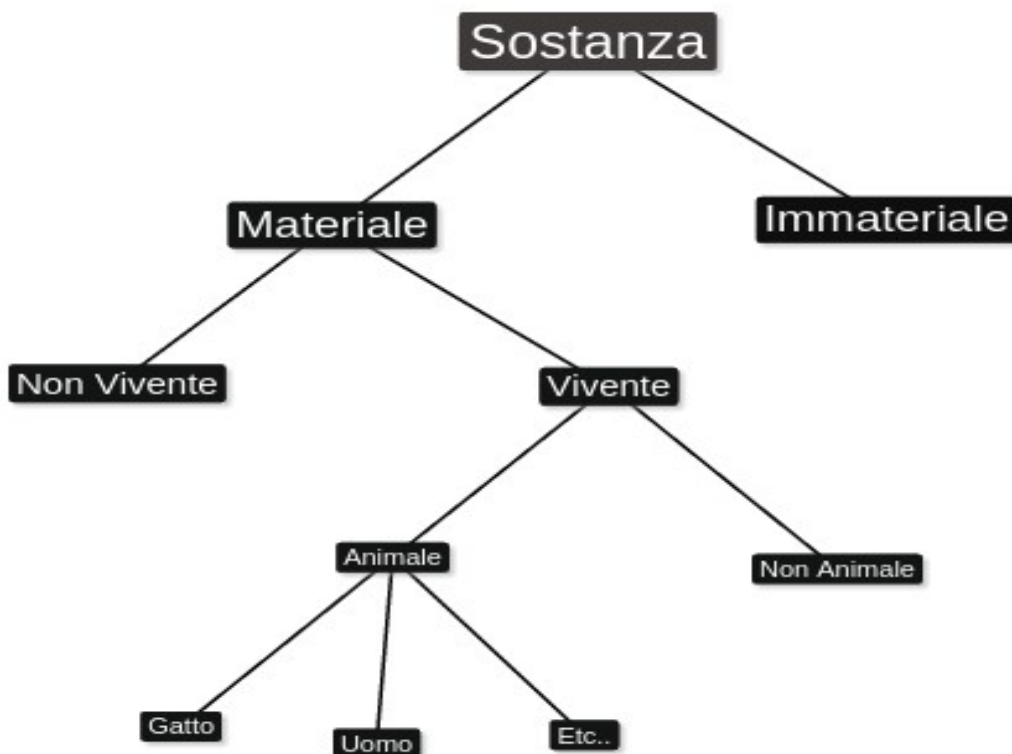 Sostanza
Materiale
Immateriale
Non Vivente
Vivente
Animale
Non Animale
Gatto
Uomo
Etc..